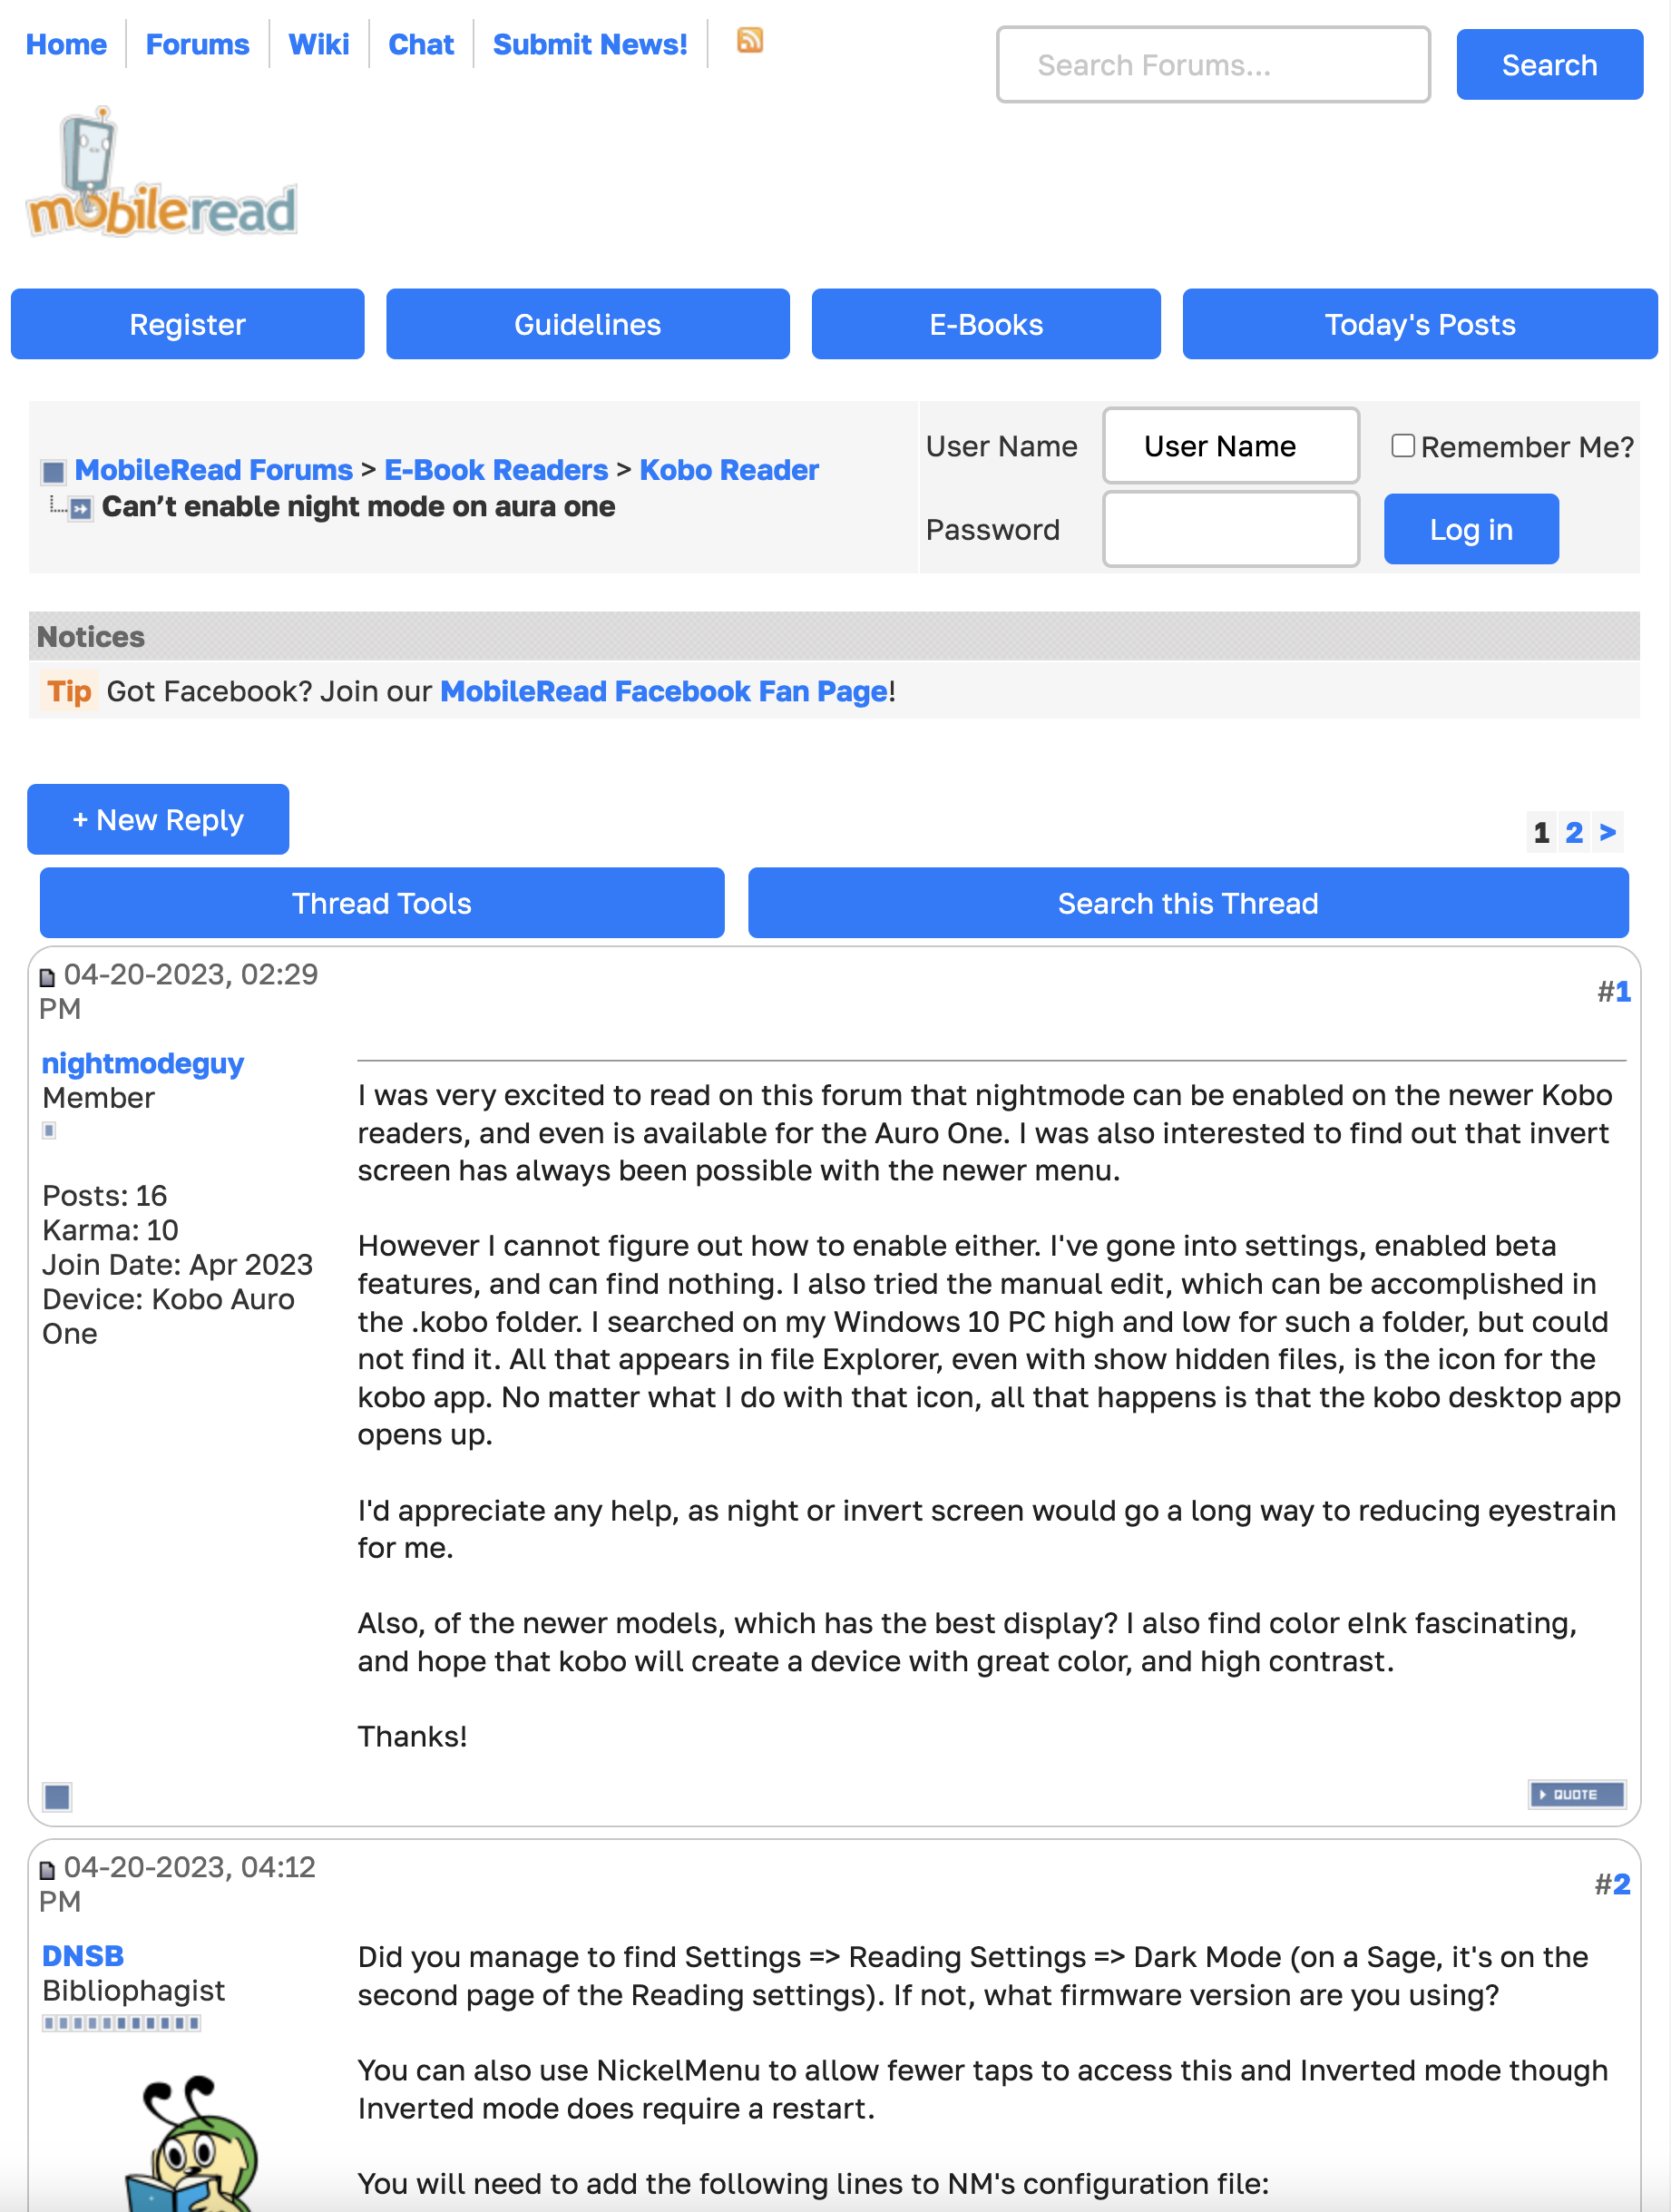 Home Forums Wiki Chat Submit News!
Search Forums... Search
mobileread
Register Guidelines E-Books Today's Posts
MobileRead Forums > E-Book Readers > Kobo Reader
Can’t enable night mode on aura one
User Name User Name Remember Me?
Password Log in
Notices
Tip Got Facebook? Join our MobileRead Facebook Fan Page!
+ New Reply
1 2 >
Thread Tools Search this Thread
04-20-2023, 02:29
PM
#1
nightmodeguy
Member
Posts: 16
Karma: 10
Join Date: Apr 2023
Device: Kobo Auro
One
I was very excited to read on this forum that nightmode can be enabled on the newer Kobo
readers, and even is available for the Auro One. I was also interested to find out that invert
screen has always been possible with the newer menu.
However I cannot figure out how to enable either. I've gone into settings, enabled beta
features, and can find nothing. I also tried the manual edit, which can be accomplished in
the .kobo folder. I searched on my Windows 10 PC high and low for such a folder, but could
not find it. All that appears in file Explorer, even with show hidden files, is the icon for the
kobo app. No matter what I do with that icon, all that happens is that the kobo desktop app
opens up.
I'd appreciate any help, as night or invert screen would go a long way to reducing eyestrain
for me.
Also, of the newer models, which has the best display? I also find color eInk fascinating,
and hope that kobo will create a device with great color, and high contrast.
Thanks!
QUOTE
04-20-2023, 04:12
PM
#2
DNSB
Bibliophagist
Did you manage to find Settings => Reading Settings => Dark Mode (on a Sage, it's on the
second page of the Reading settings). If not, what firmware version are you using?
You can also use NickelMenu to allow fewer taps to access this and Inverted mode though
Inverted mode does require a restart.
You will need to add the following lines to NM's configuration file: